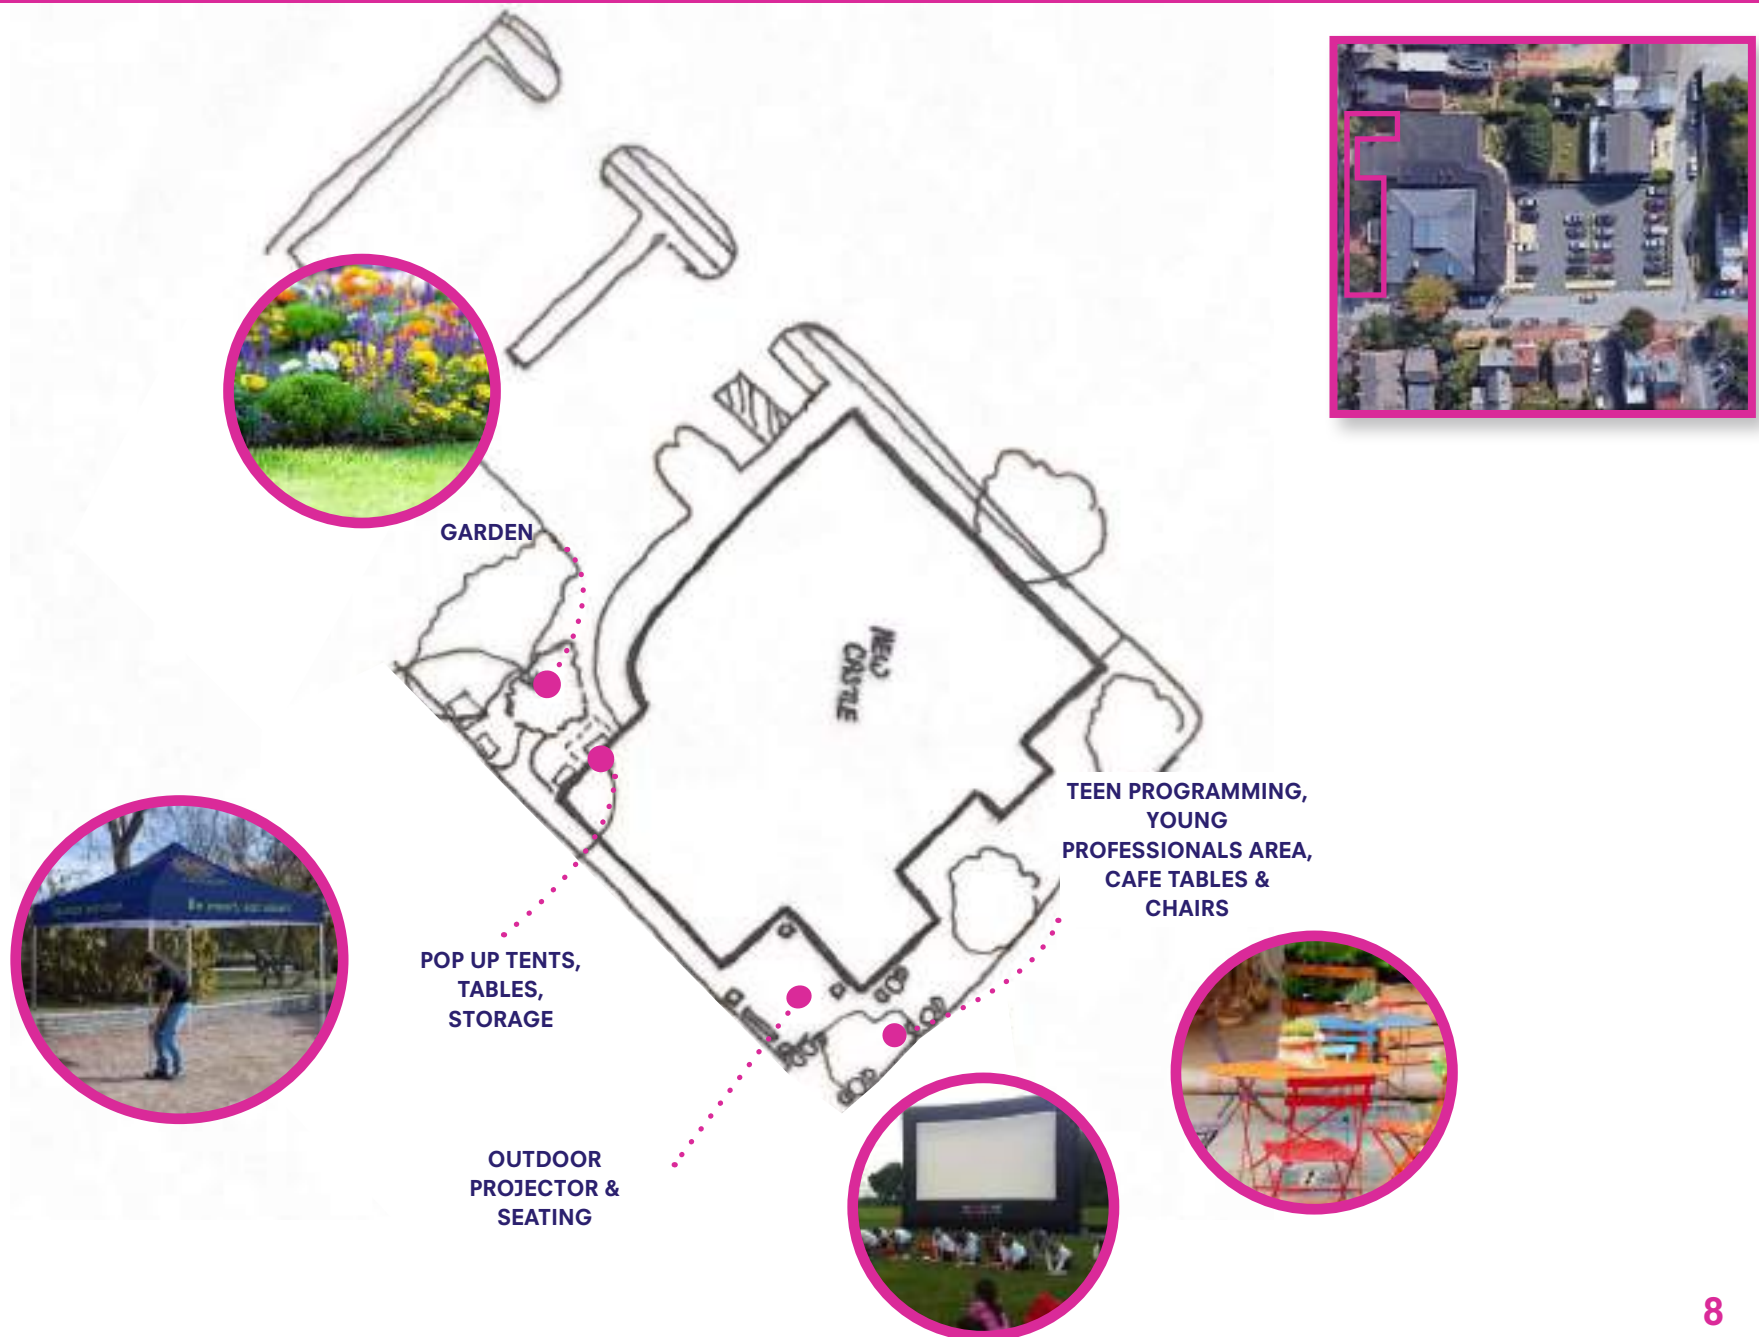 GARDEN
NEW
CASTLE
TEEN PROGRAMMING,
YOUNG
PROFESSIONALS AREA,
CAFE TABLES &
CHAIRS
POP UP TENTS,
TABLES,
STORAGE
OUTDOOR
PROJECTOR &
SEATING
8